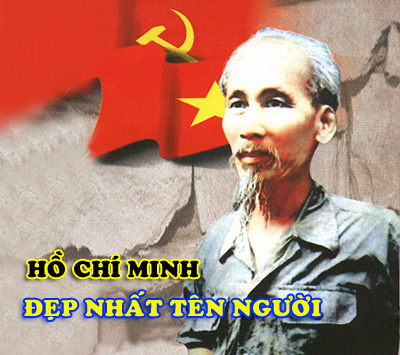 HỒ CHÍ MINH
ĐẸP NHẤT TÊN NGƯỜI